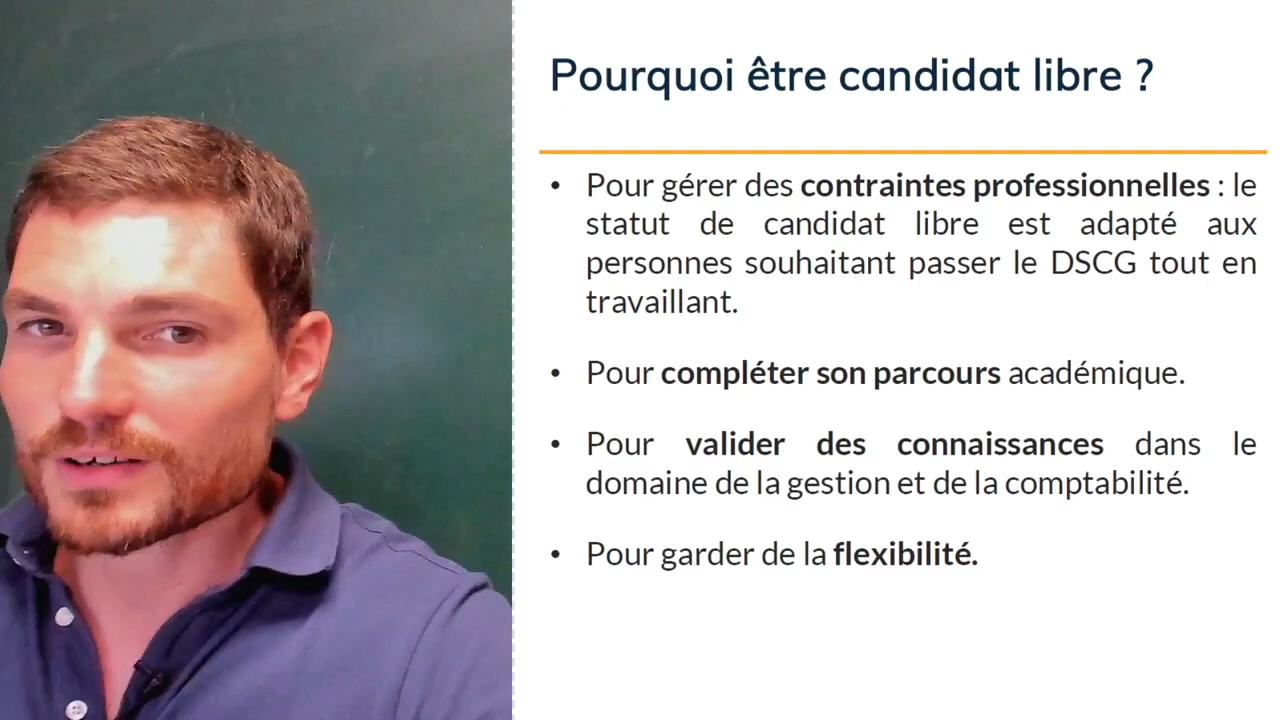 Pourquoi être candidat libre ?
• Pour gérer des contraintes professionnelles : le
statut de candidat libre est adapté aux
personnes souhaitant passer le DSCG tout en
travaillant.
• Pour compléter son parcours académique.
• Pour valider des connaissances dans le
domaine de la gestion et de la comptabilité.
• Pour garder de la flexibilité.